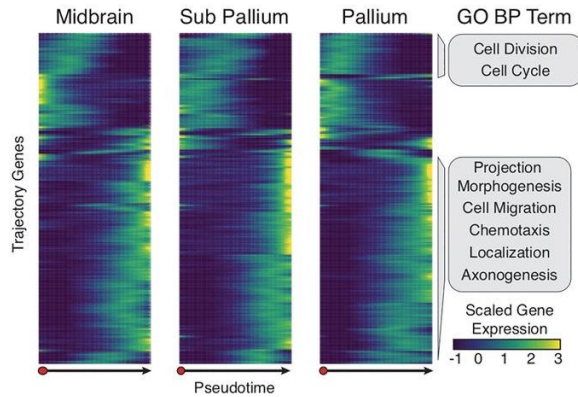 Midbrain
Sub Pallium
Pallium
GO BP Term
Trajectory Genes
Cell Division
Cell Cycle
Projection
Morphogenesis
Cell Migration
Chemotaxis
Localization
Axonogenesis
Scaled Gene
Expression
-1 0 1 2 3
Pseudotime